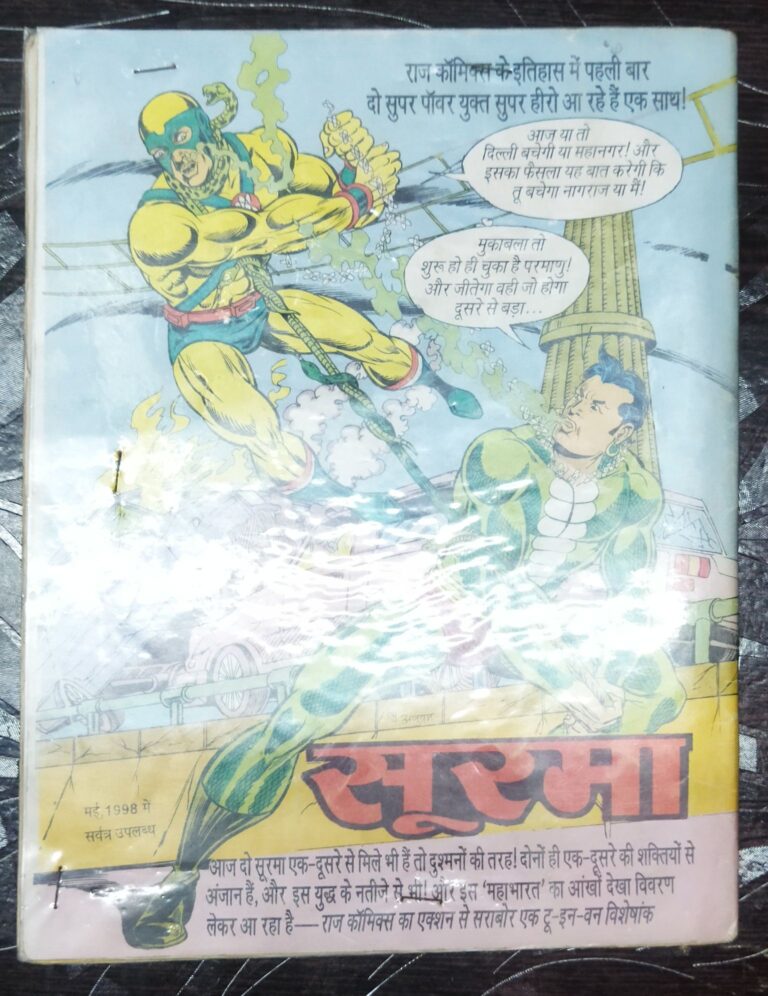 राज कॉमिक्स के इतिहास में पहली बार
दो सुपर पॉवर युक्त सुपर हीरो आ रहे हैं एक साथ!
आज या तो
दिल्ली बचेगी या महानगर! और
इसका फैसला यह बात करेगी कि
तू बचेगा नागराज या मैं!
मुकाबला तो
शुरू हो ही चुका है परमाणु!
और जीतेगा वही जो होगा
दूसरे से बड़ा...
सूरमा
मई, 1998 में
सर्वत्र उपलब्ध
आज दो सूरमा एक-दूसरे से मिले भी हैं तो दुश्मनों की तरह! दोनों ही एक-दूसरे की शक्तियों से
अंजान हैं, और इस युद्ध के नतीजे से भी! और इस 'महाभारत' का आंखों देखा विवरण
लेकर आ रहा है— राज कॉमिक्स का एक्शन से सराबोर एक टू-इन-वन विशेषांक